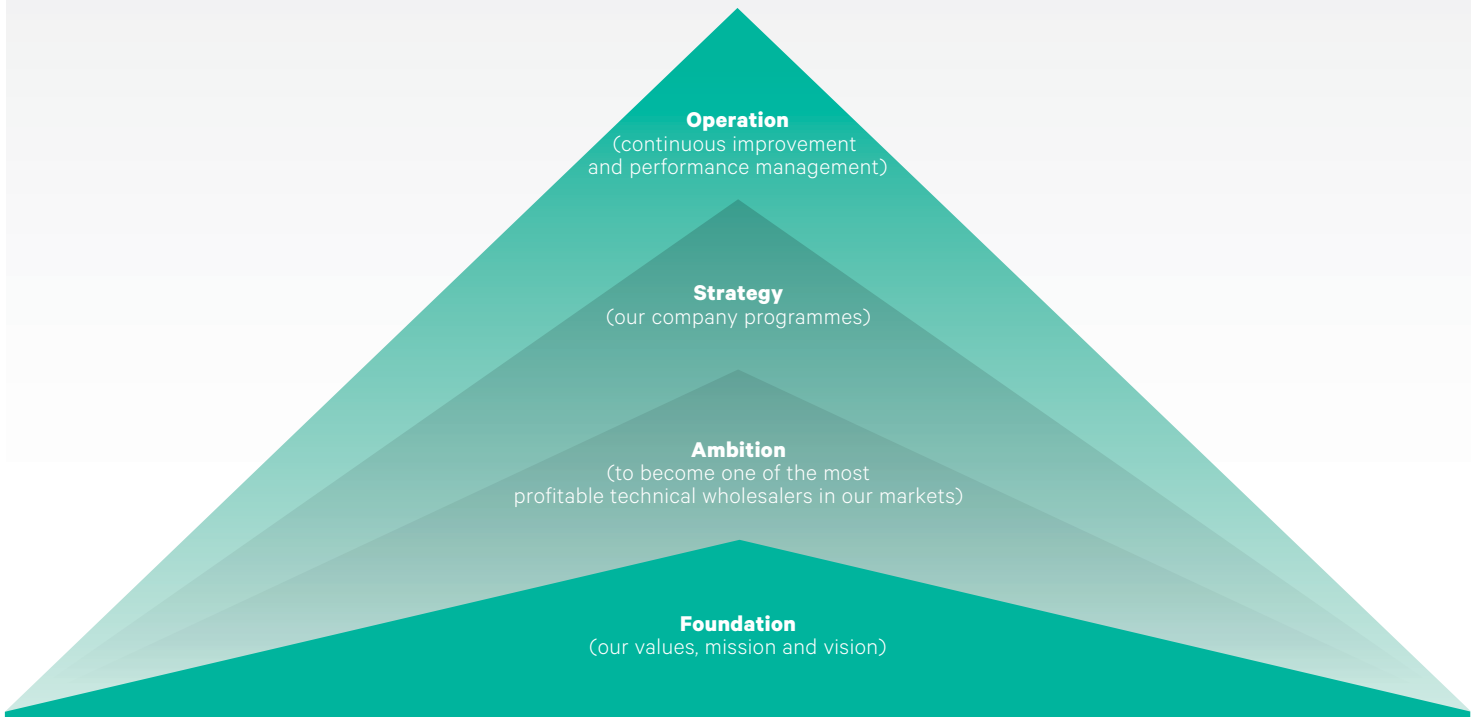 Operation
(continuous improvement
and performance management)
Strategy
(our company programmes)
Ambition
(to become one of the most
profitable technical wholesalers in our markets)
Foundation
(our values, mission and vision)